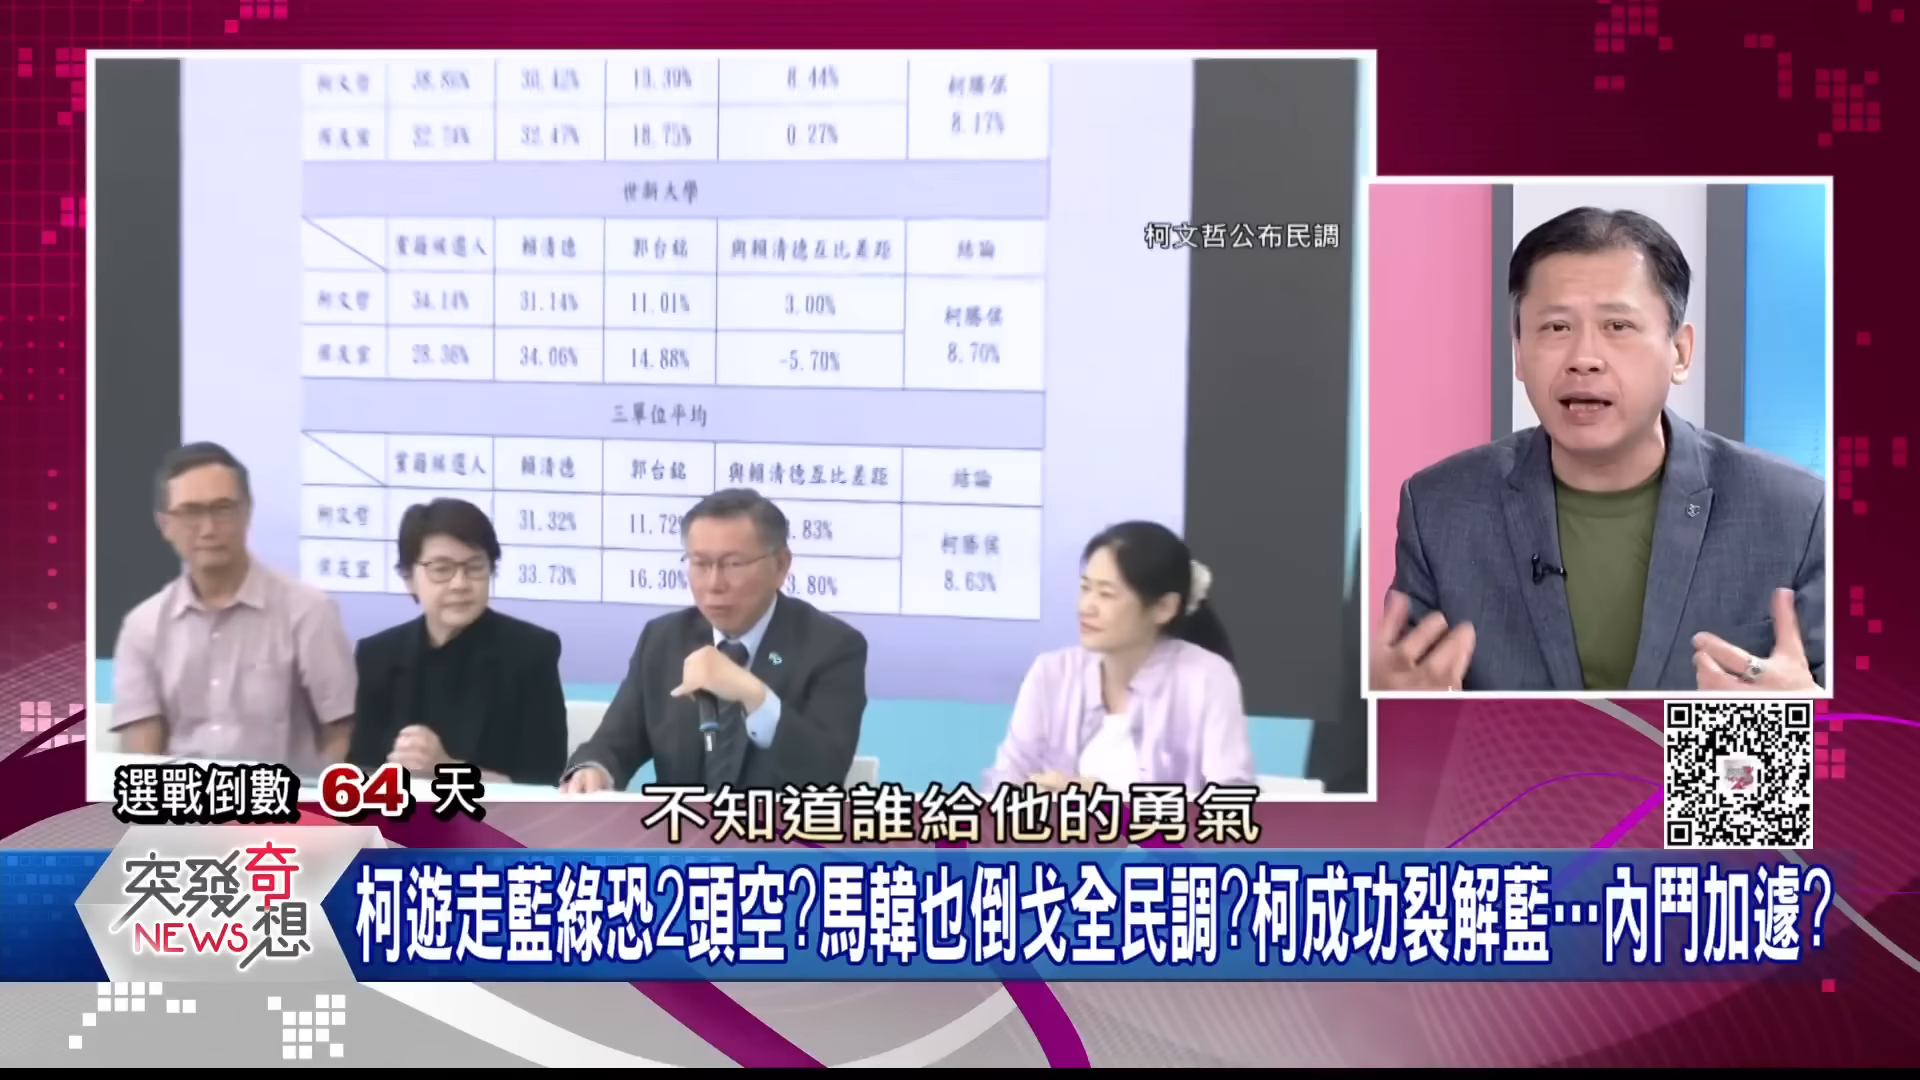 柯文哲 38.86% 30.42% 13.39% 8.44% 柯勝侯
侯友宜 32.74% 32.47% 18.75% 0.27% 8.17%
世新大學
黨籍候選人 賴清德 郭台銘 與賴清德互比差距 結論
柯文哲 34.14% 31.14% 11.01% 3.00% 柯勝侯
侯友宜 28.36% 34.06% 14.88% -5.70% 8.70%
三單位平均
黨籍候選人 賴清德 郭台銘 與賴清德互比差距 結論
柯文哲 31.32% 11.72 .83% 柯勝侯
侯友宜 33.73% 16.30% 3.80% 8.63%
柯文哲公布民調
選戰倒數 64 天
不知道誰給他的勇氣
突發奇想
NEWS
柯游走藍綠恐2頭空?馬韓也倒戈全民調?柯成功裂解藍…內鬥加遽?